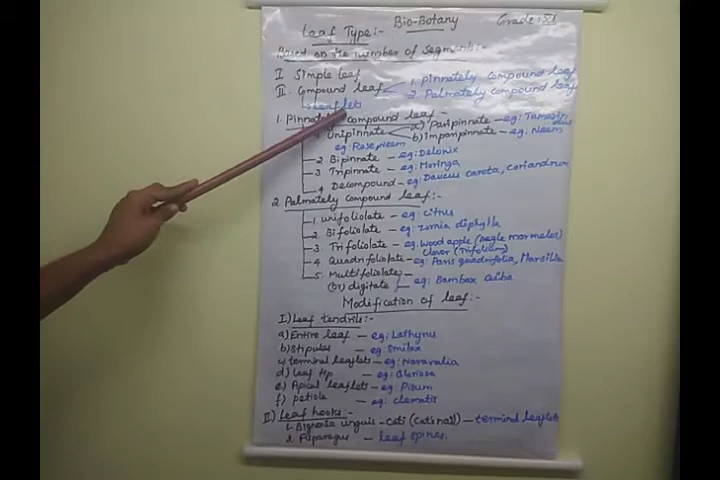 Bio-Botany Grade:-XI
Leaf Type:-
Based on the number of Segments:-
I Simple leaf
II. Compound leaf 1. Pinnately compound leaf
2. Palmately Compound leaf
leaflets
1. Pinnately compound leaf:-
1 Unipinnate a) Paripinnate - eg: Tamarindus
b) Imparipinnate - eg: Neem
eg: Rose, Neem
2 Bipinnate - eg: Delonix
3 Tripinnate - eg: Moringa
4 Decompound - eg: Daucus carota, Coriandrum
2. Palmately Compound leaf:-
1 Unifoliolate - eg: citrus
2 Bifoliolate - eg: Zornia diphylla
3 Trifoliolate - eg: Wood apple (Aegle marmelos)
Clover (Trifolium)
4 Quadrifoliolate - eg: Paris quadrifolia, Marsilia
5. Multifoliolate
(or) digitate eg: Bombax ceiba
Modification of leaf:-
I) Leaf tendrils:-
a) Entire leaf - eg: Lathyrus
b) Stipules - eg: Smilax
c) terminal leaflets - eg: Naravalia
d) Leaf tip - eg: Gloriosa
e) Apical leaflets - eg: Pisum
f) petiole - eg: clematis
II) Leaf hooks:-
1. Bignonia unguis-cati (Cat's nail) - terminal leaflets
2. Asparagus - leaf spines.